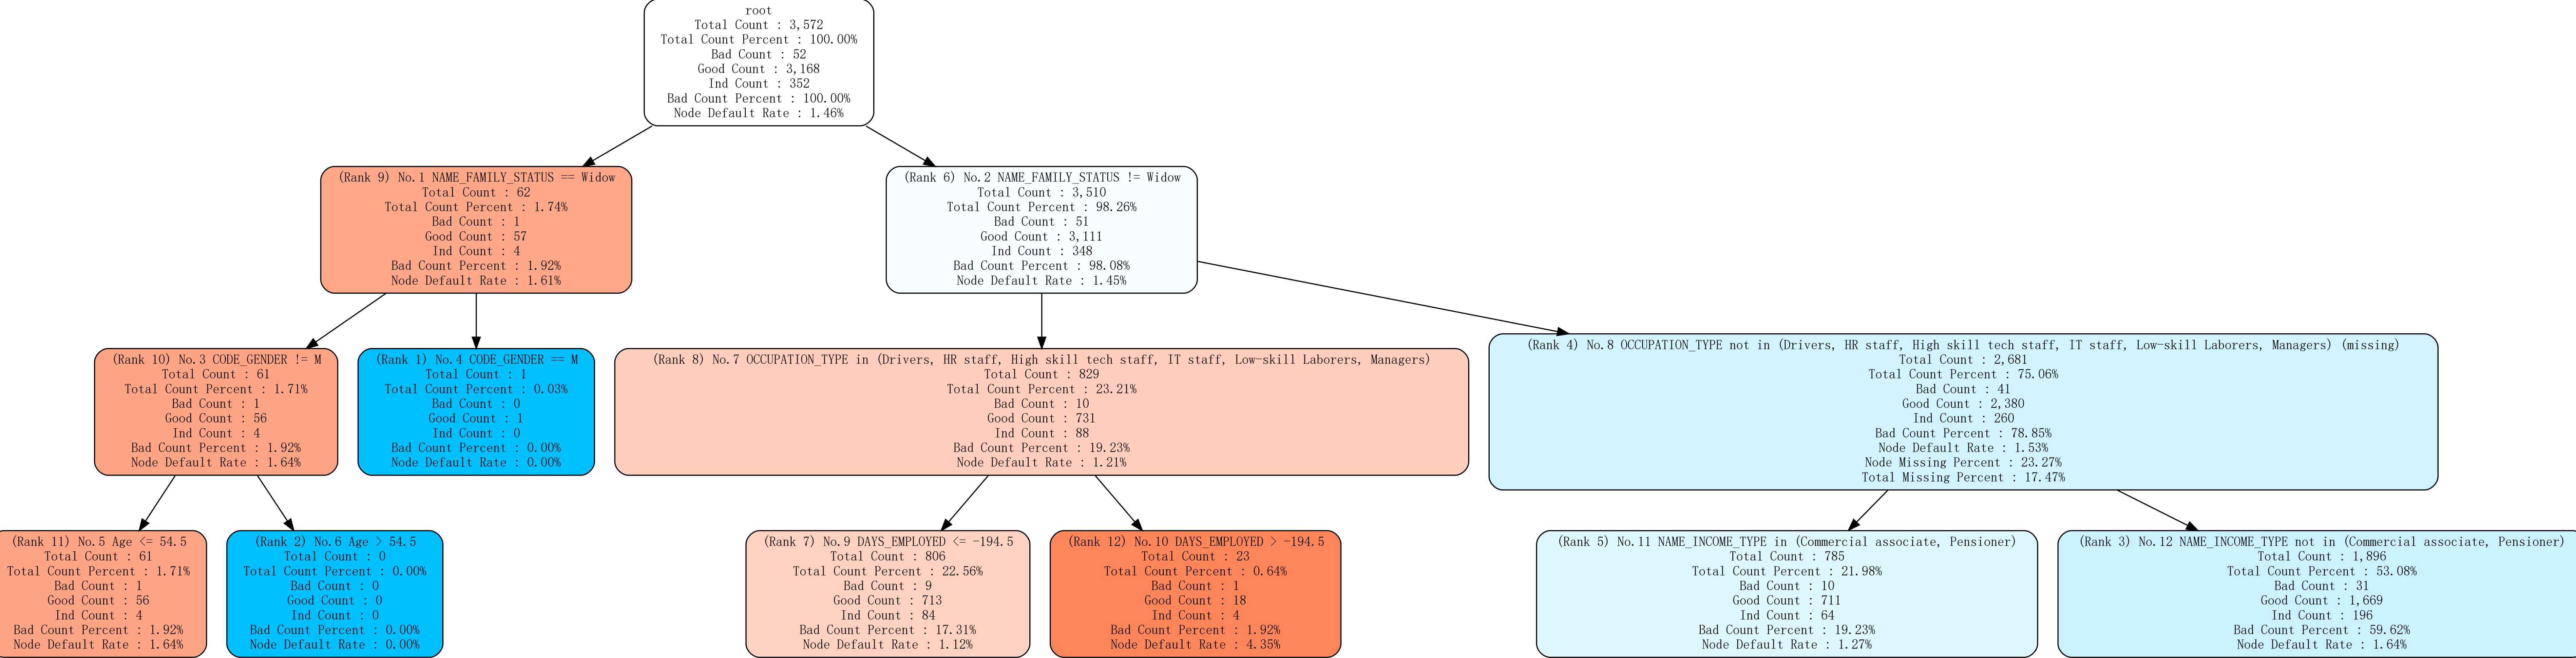 root
Total Count : 3,572
Total Count Percent : 100.00%
Bad Count : 52
Good Count : 3,168
Ind Count : 352
Bad Count Percent : 100.00%
Node Default Rate : 1.46%
(Rank 9) No.1 NAME_FAMILY_STATUS == Widow
Total Count : 62
Total Count Percent : 1.74%
Bad Count : 1
Good Count : 57
Ind Count : 4
Bad Count Percent : 1.92%
Node Default Rate : 1.61%
(Rank 6) No.2 NAME_FAMILY_STATUS != Widow
Total Count : 3,510
Total Count Percent : 98.26%
Bad Count : 51
Good Count : 3,111
Ind Count : 348
Bad Count Percent : 98.08%
Node Default Rate : 1.45%
(Rank 10) No.3 CODE_GENDER != M
Total Count : 61
Total Count Percent : 1.71%
Bad Count : 1
Good Count : 56
Ind Count : 4
Bad Count Percent : 1.92%
Node Default Rate : 1.64%
(Rank 1) No.4 CODE_GENDER == M
Total Count : 1
Total Count Percent : 0.03%
Bad Count : 0
Good Count : 1
Ind Count : 0
Bad Count Percent : 0.00%
Node Default Rate : 0.00%
(Rank 8) No.7 OCCUPATION_TYPE in (Drivers, HR staff, High skill tech staff, IT staff, Low-skill Laborers, Managers)
Total Count : 829
Total Count Percent : 23.21%
Bad Count : 10
Good Count : 731
Ind Count : 88
Bad Count Percent : 19.23%
Node Default Rate : 1.21%
(Rank 4) No.8 OCCUPATION_TYPE not in (Drivers, HR staff, High skill tech staff, IT staff, Low-skill Laborers, Managers) (missing)
Total Count : 2,681
Total Count Percent : 75.06%
Bad Count : 41
Good Count : 2,380
Ind Count : 260
Bad Count Percent : 78.85%
Node Default Rate : 1.53%
Node Missing Percent : 23.27%
Total Missing Percent : 17.47%
(Rank 11) No.5 Age <= 54.5
Total Count : 61
Total Count Percent : 1.71%
Bad Count : 1
Good Count : 56
Ind Count : 4
Bad Count Percent : 1.92%
Node Default Rate : 1.64%
(Rank 2) No.6 Age > 54.5
Total Count : 0
Total Count Percent : 0.00%
Bad Count : 0
Good Count : 0
Ind Count : 0
Bad Count Percent : 0.00%
Node Default Rate : 0.00%
(Rank 7) No.9 DAYS_EMPLOYED <= -194.5
Total Count : 806
Total Count Percent : 22.56%
Bad Count : 9
Good Count : 713
Ind Count : 84
Bad Count Percent : 17.31%
Node Default Rate : 1.12%
(Rank 12) No.10 DAYS_EMPLOYED > -194.5
Total Count : 23
Total Count Percent : 0.64%
Bad Count : 1
Good Count : 18
Ind Count : 4
Bad Count Percent : 1.92%
Node Default Rate : 4.35%
(Rank 5) No.11 NAME_INCOME_TYPE in (Commercial associate, Pensioner)
Total Count : 785
Total Count Percent : 21.98%
Bad Count : 10
Good Count : 711
Ind Count : 64
Bad Count Percent : 19.23%
Node Default Rate : 1.27%
(Rank 3) No.12 NAME_INCOME_TYPE not in (Commercial associate, Pensioner)
Total Count : 1,896
Total Count Percent : 53.08%
Bad Count : 31
Good Count : 1,669
Ind Count : 196
Bad Count Percent : 59.62%
Node Default Rate : 1.64%